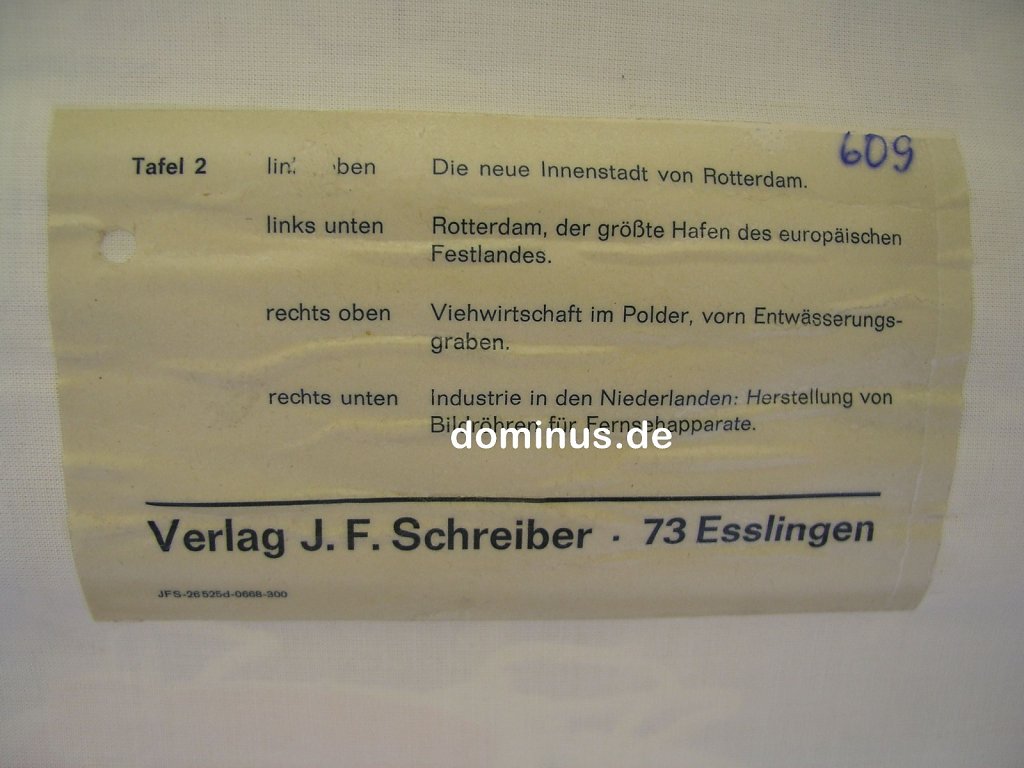 609
Tafel 2 links oben Die neue Innenstadt von Rotterdam.
links unten Rotterdam, der größte Hafen des europäischen
Festlandes.
rechts oben Viehwirtschaft im Polder, vorn Entwässerungs-
graben.
rechts unten Industrie in den Niederlanden: Herstellung von
Bildröhren für Fernsehapparate.
dominus.de
Verlag J. F. Schreiber · 73 Esslingen
JFS-26525d-0668-300